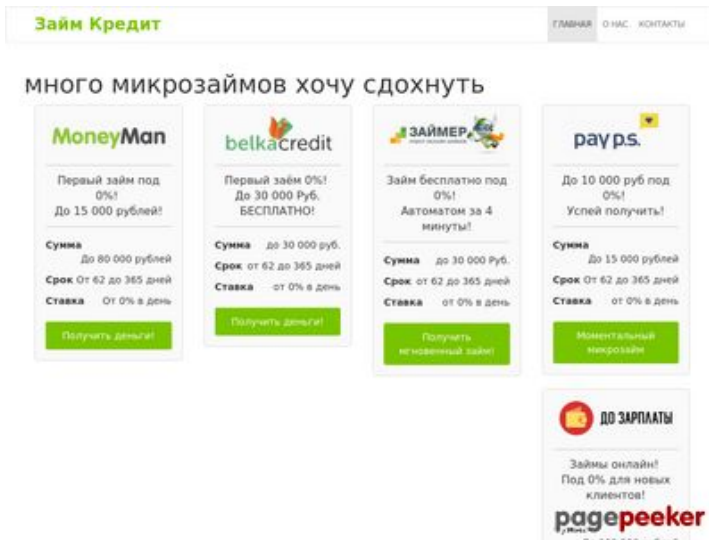 Займ Кредит
ГЛАВНАЯ О НАС КОНТАКТЫ
много микрозаймов хочу сдохнуть
MoneyMan
Первый займ под
0%!
До 15 000 рублей!
Сумма
До 80 000 рублей
Срок От 62 до 365 дней
Ставка От 0% в день
Получить деньги!
belkacredit
Первый заём 0%!
До 30 000 Руб.
БЕСПЛАТНО!
Сумма до 30 000 руб.
Срок от 62 до 365 дней
Ставка от 0% в день
Получить деньги!
ЗАЙМЕР
Займ бесплатно под
0%!
Автоматом за 4
минуты!
Сумма до 30 000 Руб.
Срок от 62 до 365 дней
Ставка от 0% в день
Получить
мгновенный займ!
pay p.s.
До 10 000 руб под
0%!
Успей получить!
Сумма
До 15 000 рублей
Срок От 62 до 365 дней
Ставка от 0% в день
Моментальный
микрозайм
ДО ЗАРПЛАТЫ
Займы онлайн!
Под 0% для новых
клиентов!
pagepeeker